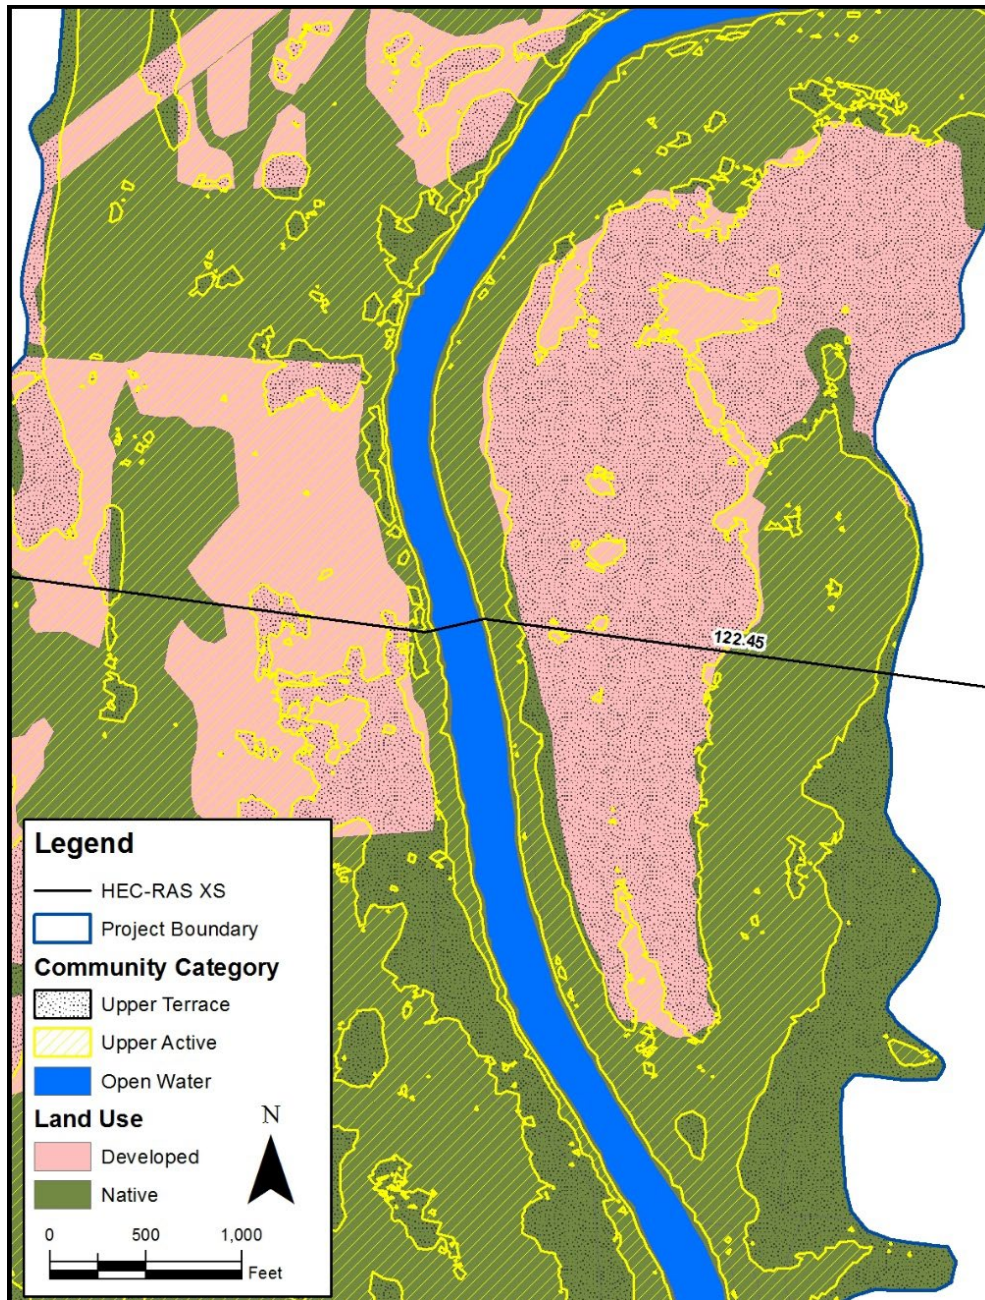 122.45
Legend
HEC-RAS XS
Project Boundary
Community Category
Upper Terrace
Upper Active
Open Water
Land Use
N
Developed
Native
0 500 1,000
Feet